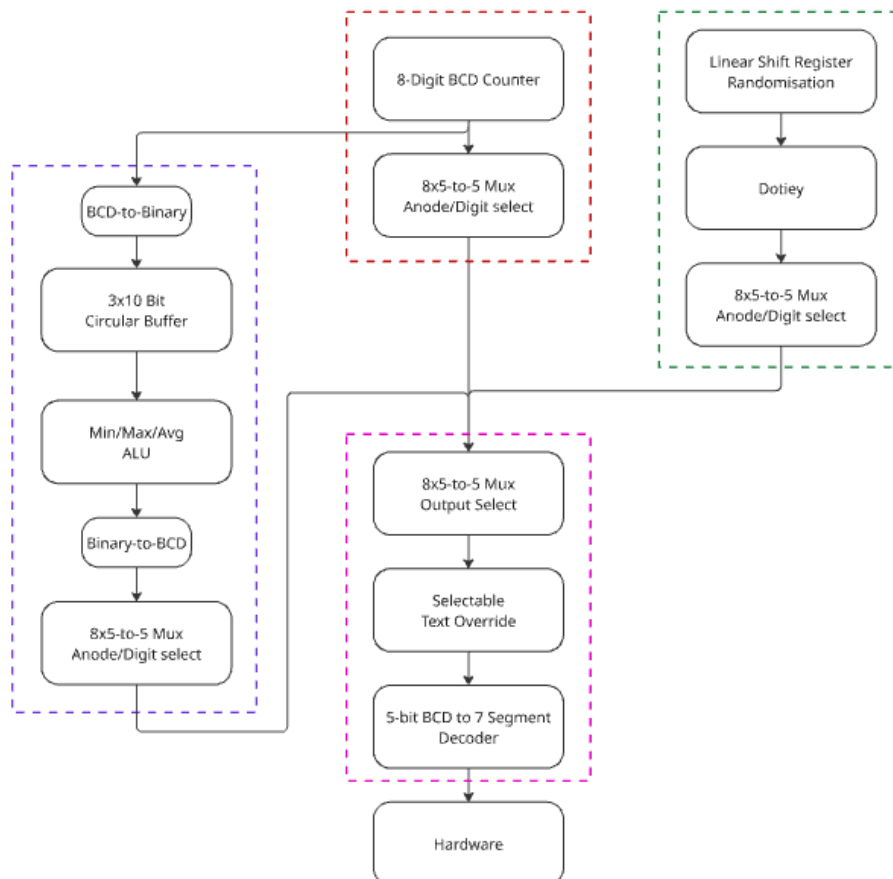 8-Digit BCD Counter
8x5-to-5 Mux
Anode/Digit select
Linear Shift Register
Randomisation
Dotiey
8x5-to-5 Mux
Anode/Digit select
BCD-to-Binary
3x10 Bit
Circular Buffer
Min/Max/Avg
ALU
Binary-to-BCD
8x5-to-5 Mux
Anode/Digit select
8x5-to-5 Mux
Output Select
Selectable
Text Override
5-bit BCD to 7 Segment
Decoder
Hardware